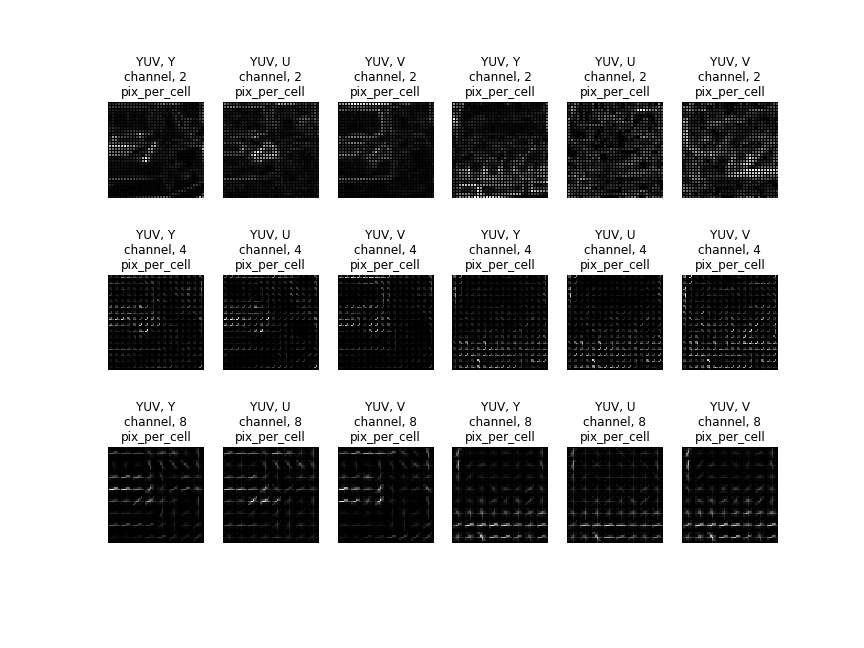 YUV, Y
channel, 2
pix_per_cell
YUV, U
channel, 2
pix_per_cell
YUV, V
channel, 2
pix_per_cell
YUV, Y
channel, 2
pix_per_cell
YUV, U
channel, 2
pix_per_cell
YUV, V
channel, 2
pix_per_cell
YUV, Y
channel, 4
pix_per_cell
YUV, U
channel, 4
pix_per_cell
YUV, V
channel, 4
pix_per_cell
YUV, Y
channel, 4
pix_per_cell
YUV, U
channel, 4
pix_per_cell
YUV, V
channel, 4
pix_per_cell
YUV, Y
channel, 8
pix_per_cell
YUV, U
channel, 8
pix_per_cell
YUV, V
channel, 8
pix_per_cell
YUV, Y
channel, 8
pix_per_cell
YUV, U
channel, 8
pix_per_cell
YUV, V
channel, 8
pix_per_cell